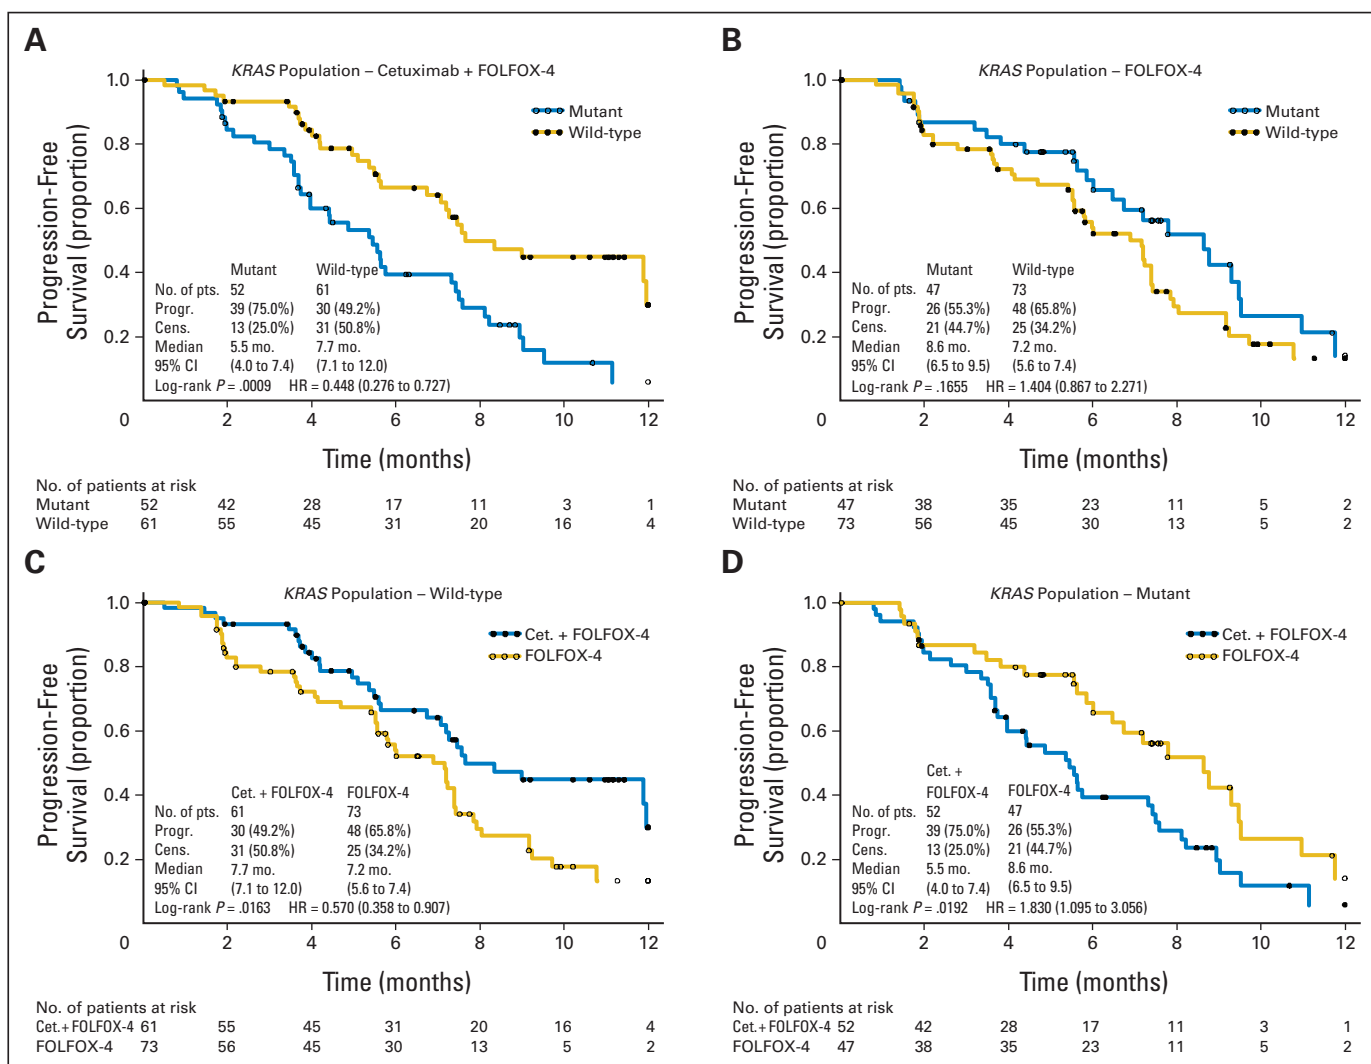 A
KRAS Population – Cetuximab + FOLFOX-4
Progression-Free
Survival (proportion)
1.0
0.8
0.6
0.4
0.2
0
2
4
6
8
10
12
Mutant
Wild-type
Mutant Wild-type
No. of pts. 52 61
Progr. 39 (75.0%) 30 (49.2%)
Cens. 13 (25.0%) 31 (50.8%)
Median 5.5 mo. 7.7 mo.
95% CI (4.0 to 7.4) (7.1 to 12.0)
Log-rank P = .0009 HR = 0.448 (0.276 to 0.727)
Time (months)
No. of patients at risk
Mutant 52 42 28 17 11 3 1
Wild-type 61 55 45 31 20 16 4
B
KRAS Population – FOLFOX-4
Progression-Free
Survival (proportion)
1.0
0.8
0.6
0.4
0.2
0
2
4
6
8
10
12
Mutant
Wild-type
Mutant Wild-type
No. of pts. 47 73
Progr. 26 (55.3%) 48 (65.8%)
Cens. 21 (44.7%) 25 (34.2%)
Median 8.6 mo. 7.2 mo.
95% CI (6.5 to 9.5) (5.6 to 7.4)
Log-rank P = .1655 HR = 1.404 (0.867 to 2.271)
Time (months)
No. of patients at risk
Mutant 47 38 35 23 11 5 2
Wild-type 73 56 45 30 13 5 2
C
KRAS Population – Wild-type
Progression-Free
Survival (proportion)
1.0
0.8
0.6
0.4
0.2
0
2
4
6
8
10
12
Cet. + FOLFOX-4
FOLFOX-4
Cet. + FOLFOX-4 FOLFOX-4
No. of pts. 61 73
Progr. 30 (49.2%) 48 (65.8%)
Cens. 31 (50.8%) 25 (34.2%)
Median 7.7 mo. 7.2 mo.
95% CI (7.1 to 12.0) (5.6 to 7.4)
Log-rank P = .0163 HR = 0.570 (0.358 to 0.907)
Time (months)
No. of patients at risk
Cet.+ FOLFOX-4 61 55 45 31 20 16 4
FOLFOX-4 73 56 45 30 13 5 2
D
KRAS Population – Mutant
Progression-Free
Survival (proportion)
1.0
0.8
0.6
0.4
0.2
0
2
4
6
8
10
12
Cet. + FOLFOX-4
FOLFOX-4
Cet. +
FOLFOX-4 FOLFOX-4
No. of pts. 52 47
Progr. 39 (75.0%) 26 (55.3%)
Cens. 13 (25.0%) 21 (44.7%)
Median 5.5 mo. 8.6 mo.
95% CI (4.0 to 7.4) (6.5 to 9.5)
Log-rank P = .0192 HR = 1.830 (1.095 to 3.056)
Time (months)
No. of patients at risk
Cet.+ FOLFOX-4 52 42 28 17 11 3 1
FOLFOX-4 47 38 35 23 11 5 2